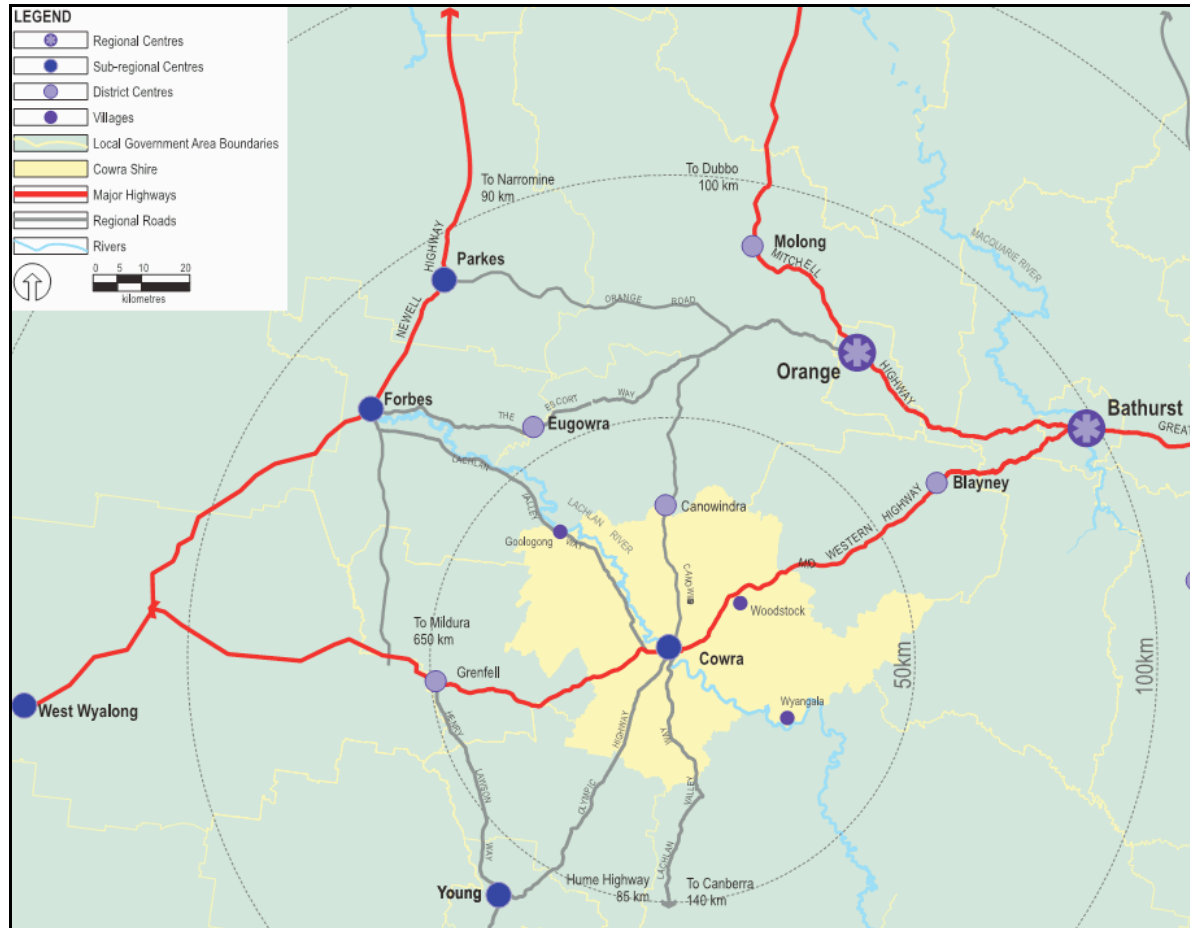 LEGEND
Regional Centres
Sub-regional Centres
District Centres
Villages
Local Government Area Boundaries
Cowra Shire
Major Highways
Regional Roads
Rivers
0 5 10 20
kilometres
To Narromine
90 km
To Dubbo
100 km
HIGHWAY
NEWELL
Parkes
Molong
MITCHELL
MACQUARIE RIVER
ORANGE ROAD
Orange
HIGHWAY
Forbes
THE ESCORT WAY
Eugowra
Bathurst
GREAT
LACHLAN
VALLEY
WAY
LACHLAN RIVER
Canowindra
Blayney
Goologong
MID WESTERN HIGHWAY
Woodstock
To Mildura
650 km
Grenfell
Cowra
50km
100km
West Wyalong
Wyangala
HENRY
LAWSON
WAY
HIGHWAY
OLYMPIC
WAY
VALLEY
LACHLAN
Young
Hume Highway
85 km
To Canberra
140 km